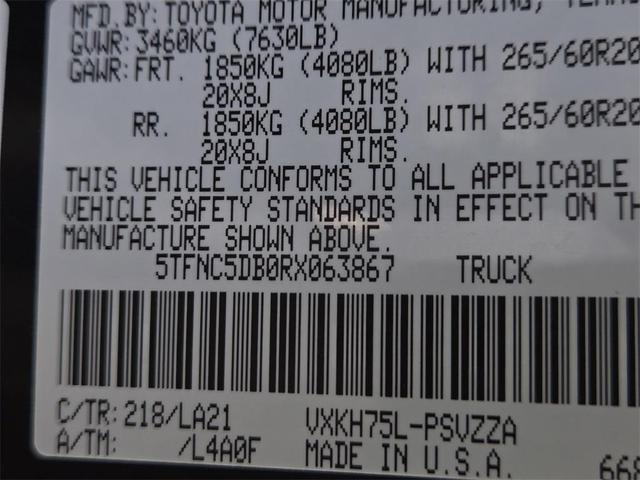 MFD.BY: TOYOTA MOTOR MANUFACTURING,
GVWR: 3460KG (7630LB)
GAWR: FRT. 1850KG (4080LB) WITH 265/60R20
20X8J RIMS.
RR. 1850KG (4080LB) WITH 265/60R20
20X8J RIMS.
THIS VEHICLE CONFORMS TO ALL APPLICABLE
VEHICLE SAFETY STANDARDS IN EFFECT ON TH
MANUFACTURE SHOWN ABOVE.
5TFNC5DB0RX063867 TRUCK
C/TR: 218/LA21 VXKH75L-PSVZZA
A/TM: /L4A0F MADE IN U.S.A. 668